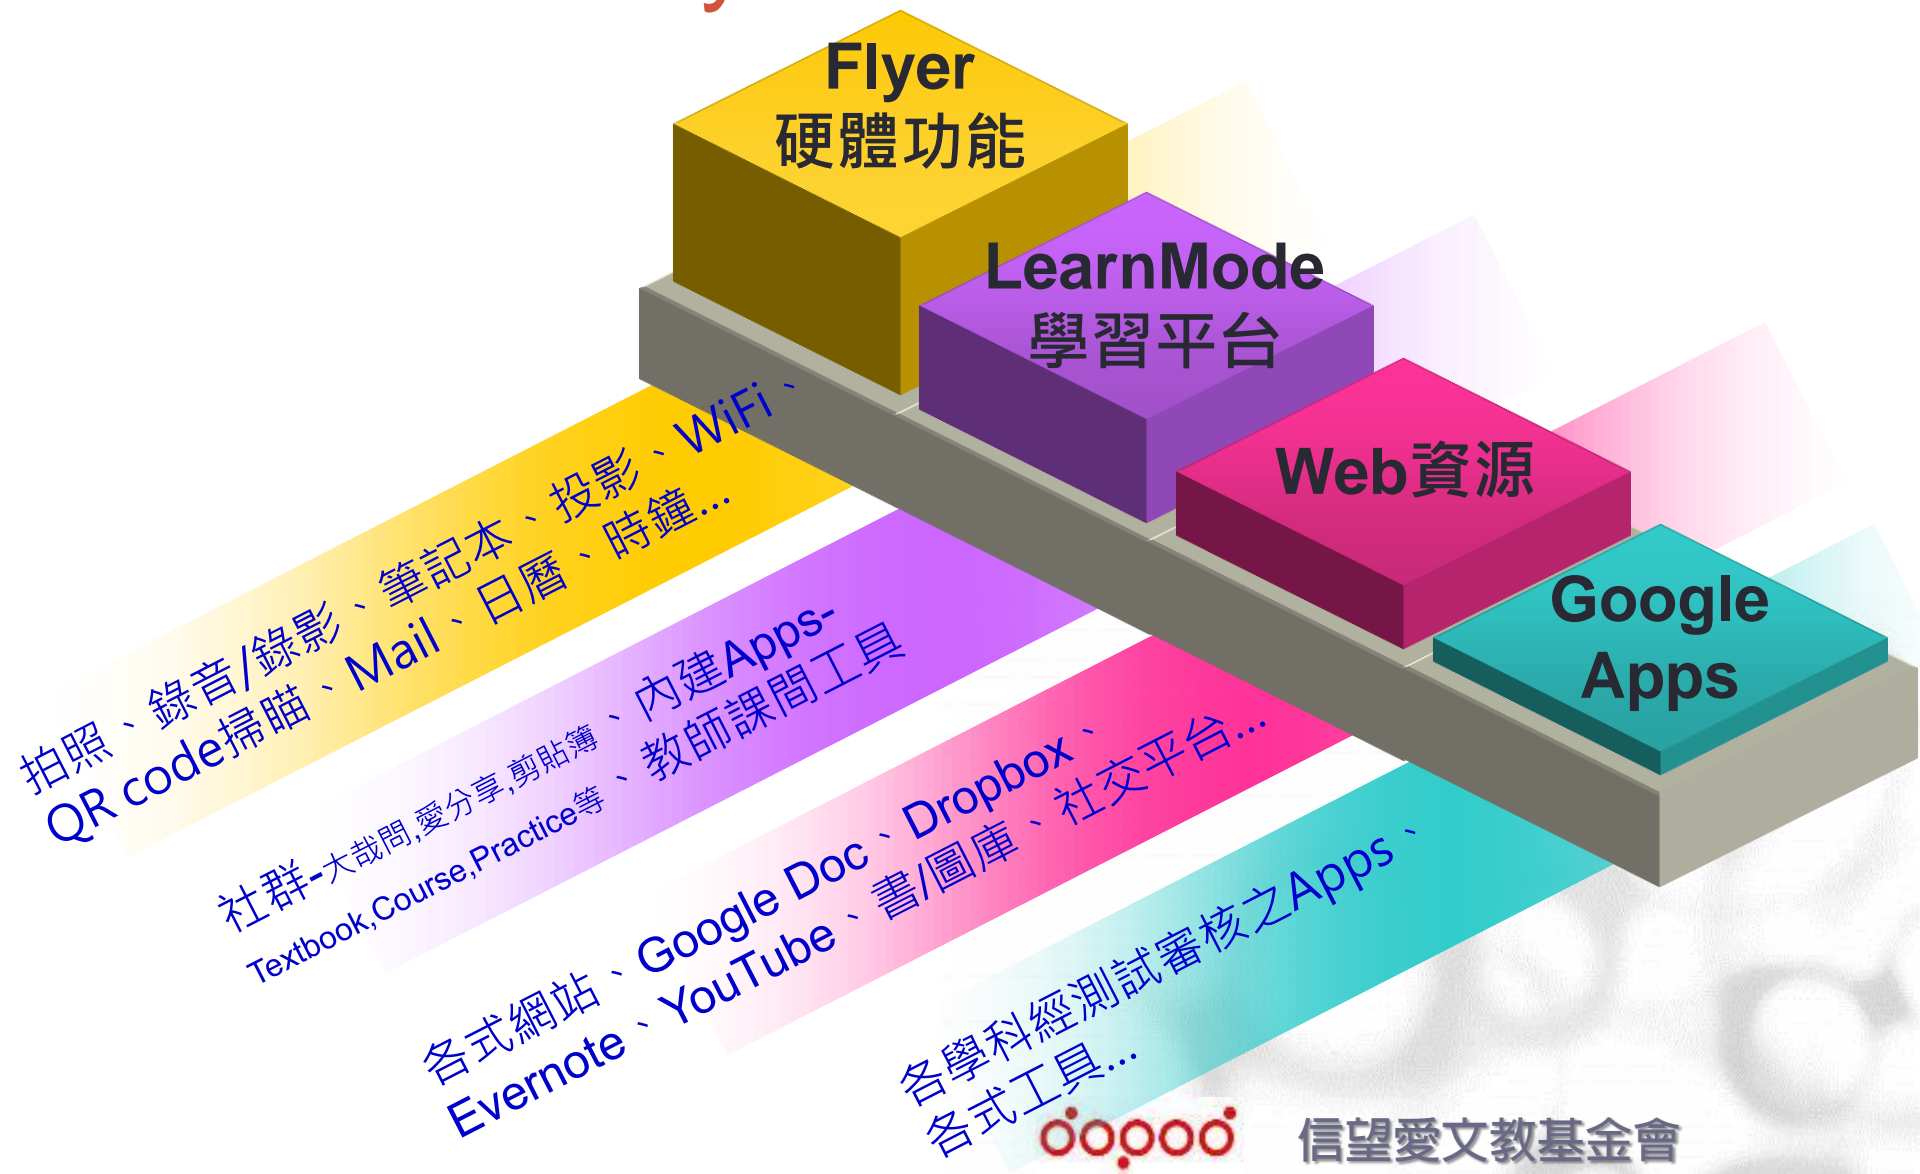 Flyer
硬體功能
LearnMode
學習平台
Web資源
Google
Apps
拍照、錄音/錄影、筆記本、投影、WiFi、
QR code掃瞄、Mail、日曆、時鐘...
社群-大哉問,愛分享,剪貼簿、內建Apps-
Textbook,Course,Practice等、教師課間工具
各式網站、Google Doc、Dropbox、
Evernote、YouTube、書/圖庫、社交平台...
各學科經測試審核之Apps、
各式工具...
信望愛文教基金會